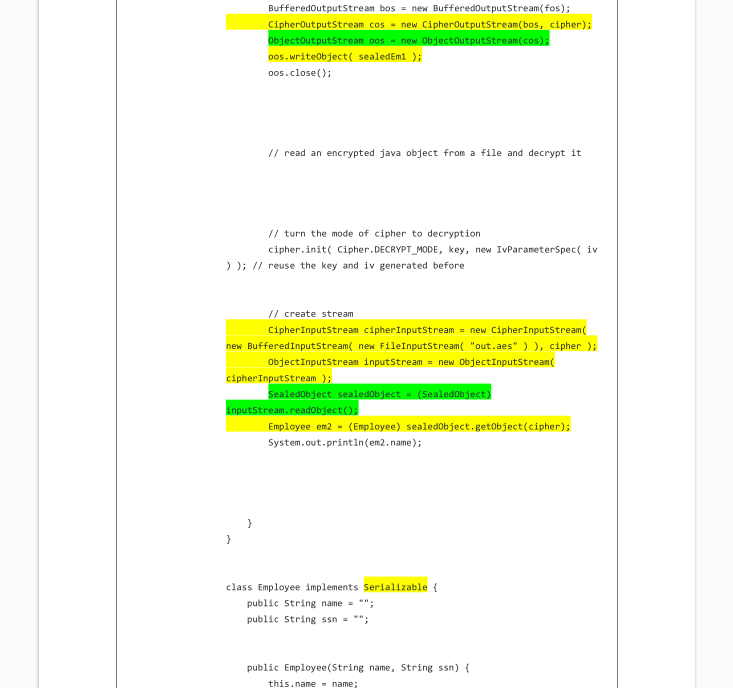 BufferedOutputStream bos = new BufferedOutputStream(fos);
CipherOutputStream cos = new CipherOutputStream(bos, cipher);
ObjectOutputStream oos = new ObjectOutputStream(cos);
oos.writeObject( sealedEm1 );
oos.close();
// read an encrypted java object from a file and decrypt it
// turn the mode of cipher to decryption
cipher.init( Cipher.DECRYPT_MODE, key, new IvParameterSpec( iv
) ); // reuse the key and iv generated before
// create stream
CipherInputStream cipherInputStream = new CipherInputStream(
new BufferedInputStream( new FileInputStream( "out.aes" ) ), cipher );
ObjectInputStream inputStream = new ObjectInputStream(
cipherInputStream );
SealedObject sealedObject = (SealedObject)
inputStream.readObject();
Employee em2 = (Employee) sealedObject.getObject(cipher);
System.out.println(em2.name);
}
}
class Employee implements Serializable {
public String name = "";
public String ssn = "";
public Employee(String name, String ssn) {
this.name = name;